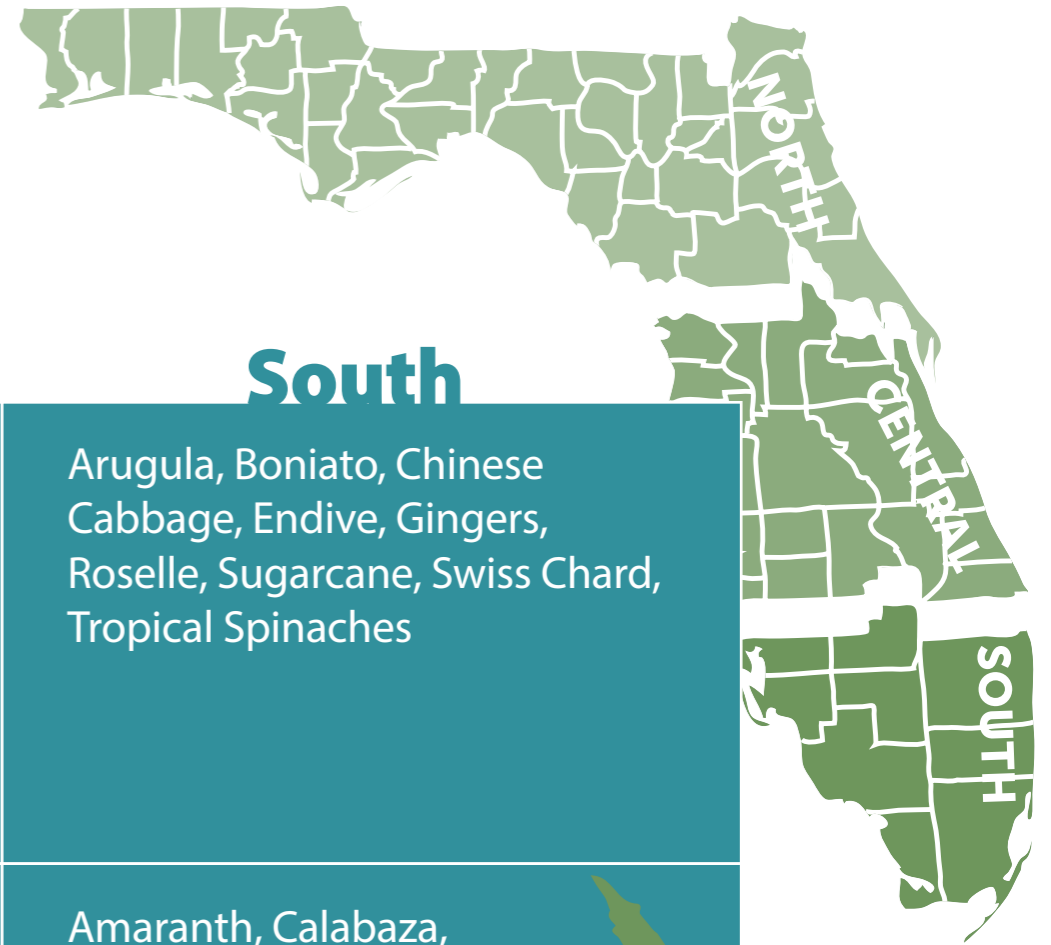 NORTH
CENTRAL
SOUTH
South
Arugula, Boniato, Chinese
Cabbage, Endive, Gingers,
Roselle, Sugarcane, Swiss Chard,
Tropical Spinaches
Amaranth, Calabaza,